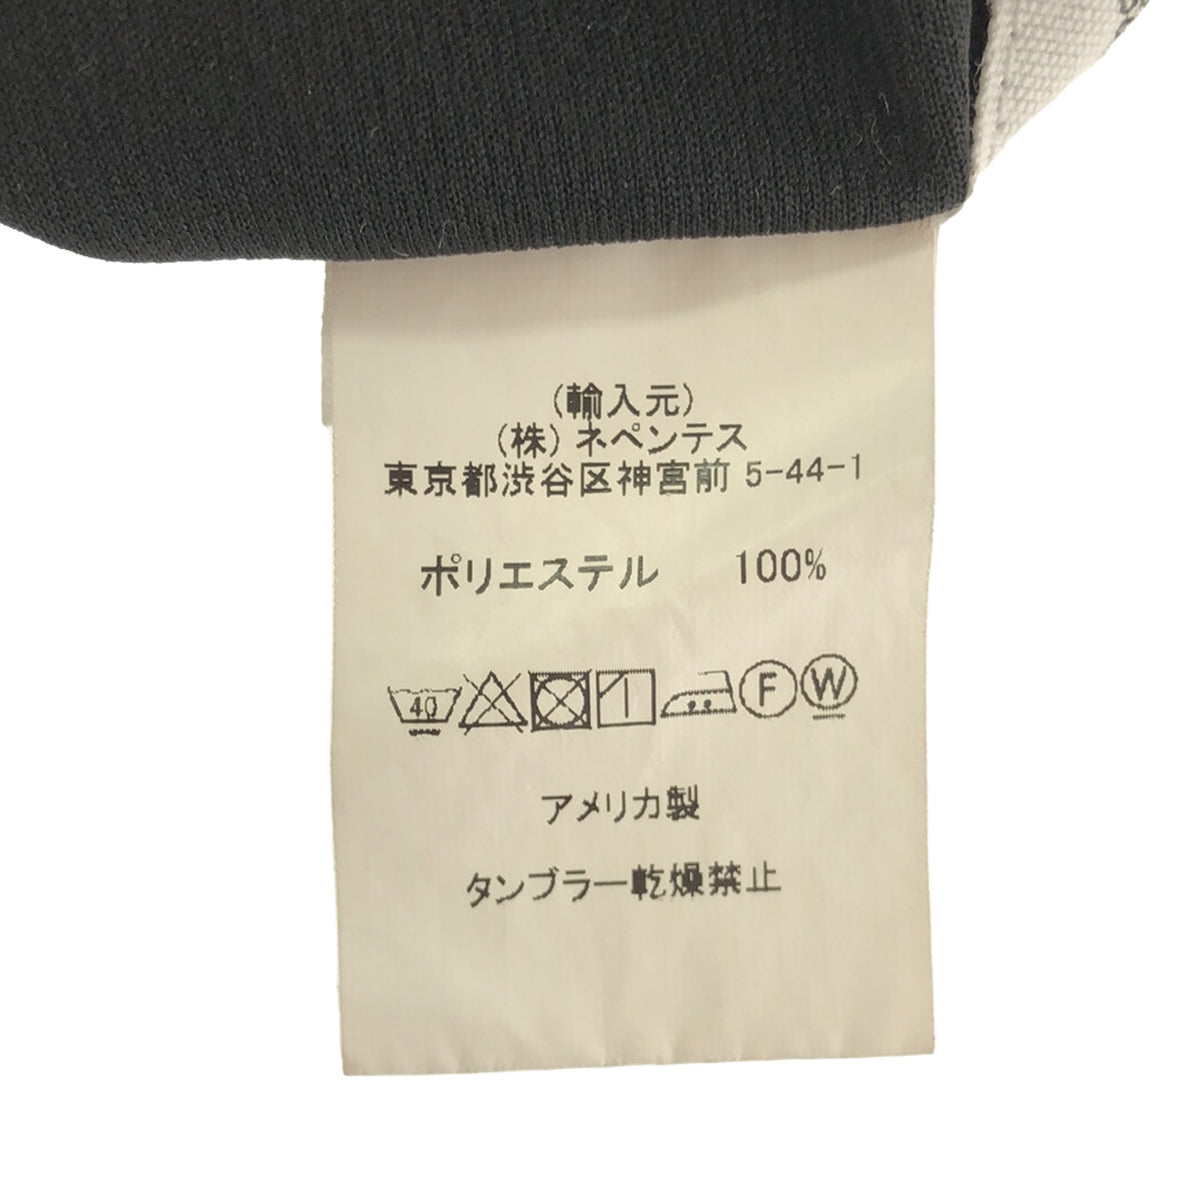 (輸入元)
(株)ネペンテス
東京都渋谷区神宮前 5-44-1
ポリエステル 100%
40 F W
アメリカ製
タンブラー乾燥禁止